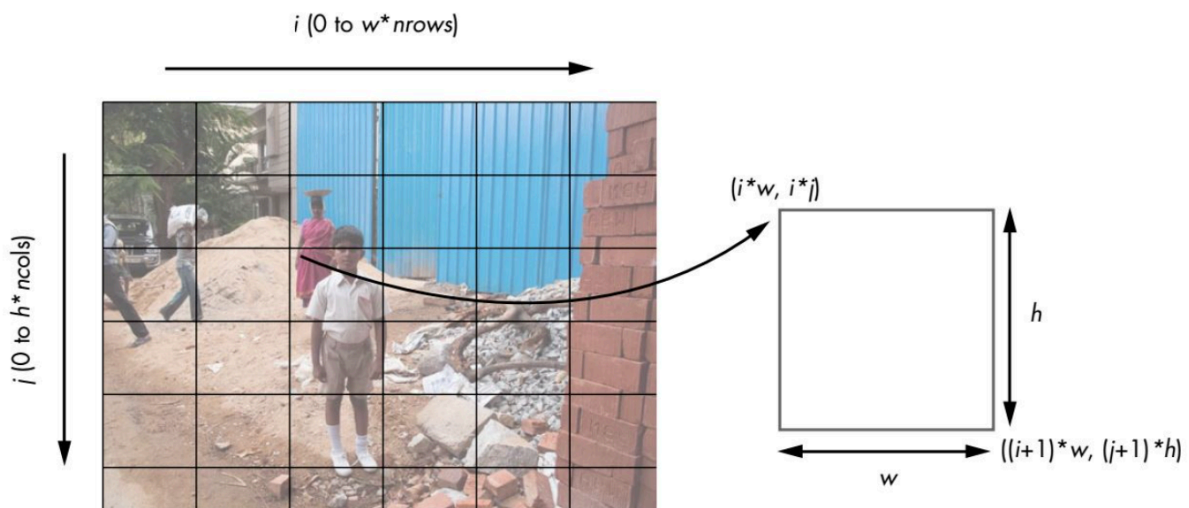 i (0 to w* nrows)
j (0 to h* ncols)
(i*w, i*j)
h
((i+1)*w, (j+1)*h)
w